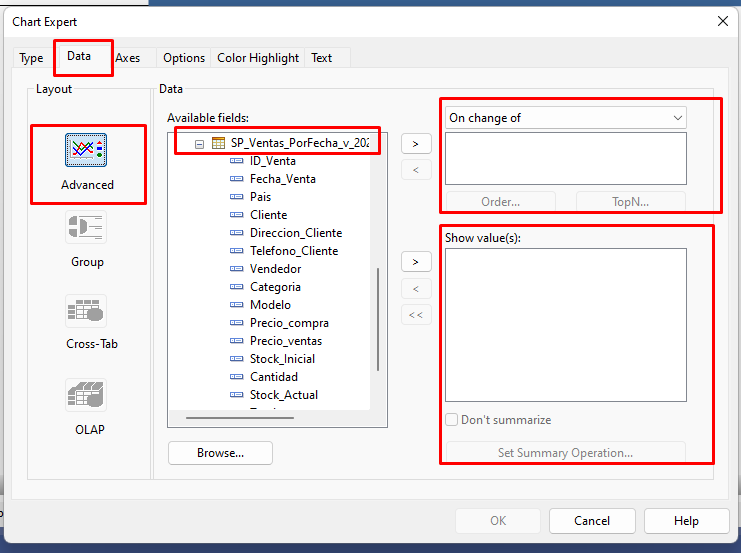 Chart Expert
Type Data Axes Options Color Highlight Text
Layout
Advanced
Group
Cross-Tab
OLAP
Data
Available fields:
SP_Ventas_PorFecha_v_202
ID_Venta
Fecha_Venta
Pais
Cliente
Direccion_Cliente
Telefono_Cliente
Vendedor
Categoria
Modelo
Precio_compra
Precio_ventas
Stock_Inicial
Cantidad
Stock_Actual
Browse...
>
<
>
<
<<
On change of
Order... TopN...
Show value(s):
Don't summarize
Set Summary Operation...
OK Cancel Help